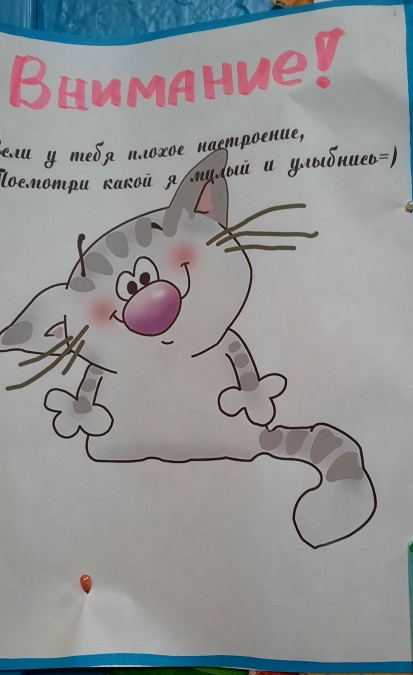 Внимание!
Если у тебя плохое настроение,
Посмотри какой я милый и улыбнись=)